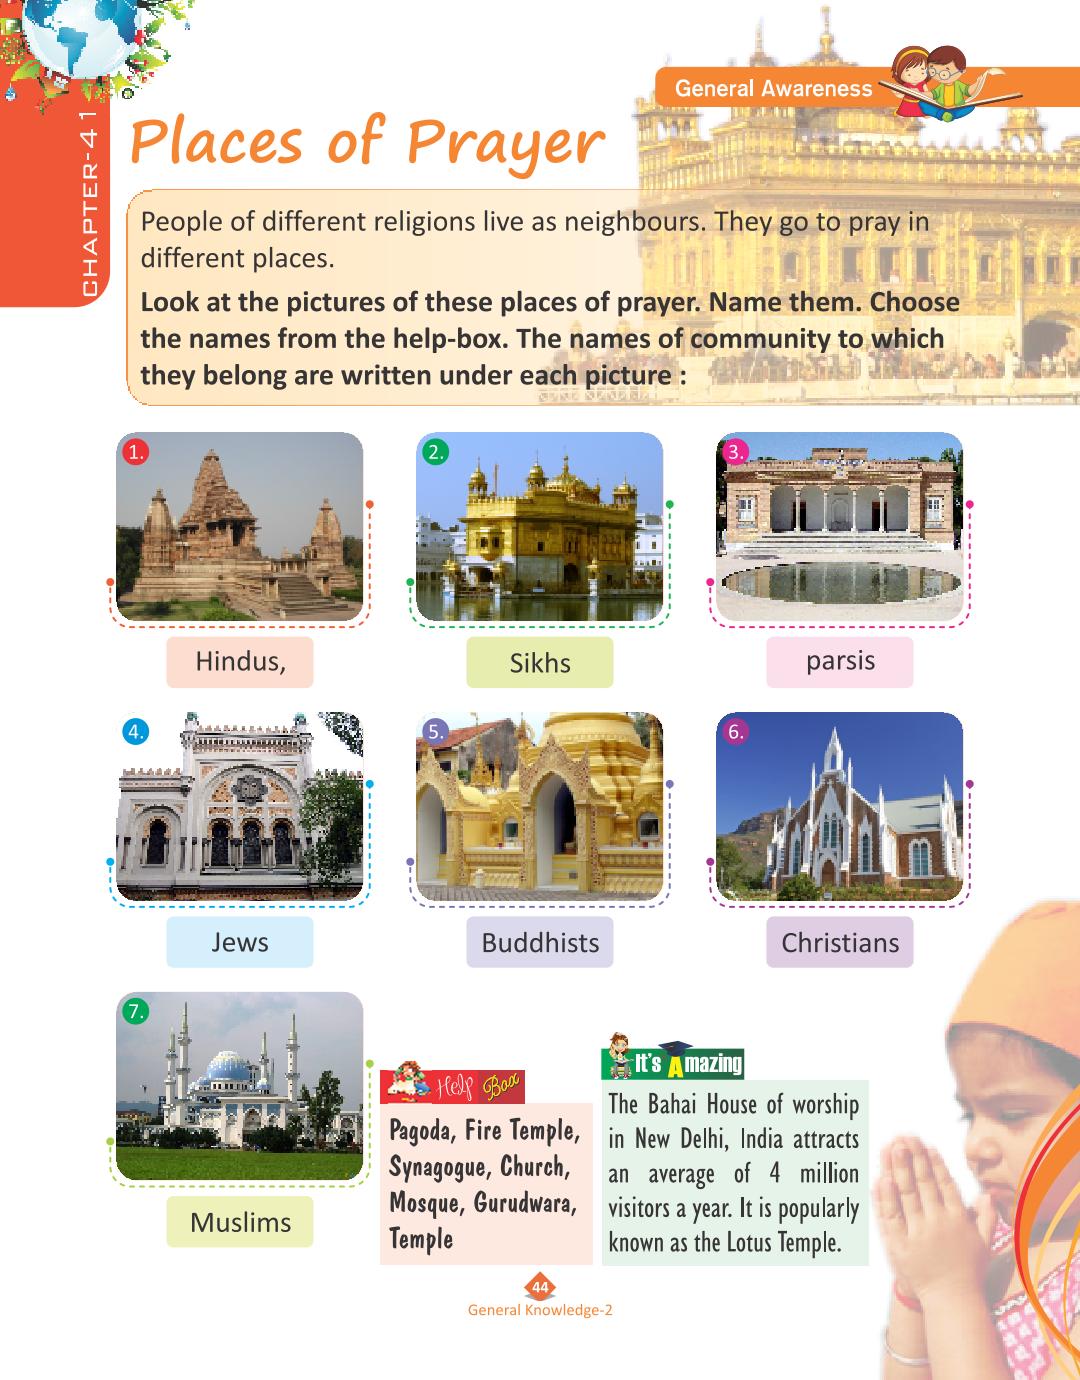 General Awareness
CHAPTER-41
Places of Prayer
People of different religions live as neighbours. They go to pray in
different places.
Look at the pictures of these places of prayer. Name them. Choose
the names from the help-box. The names of community to which
they belong are written under each picture :
1.
2.
3.
Hindus,
Sikhs
parsis
4.
5.
6.
Jews
Buddhists
Christians
7.
Muslims
Help Box
Pagoda, Fire Temple,
Synagogue, Church,
Mosque, Gurudwara,
Temple
It's Amazing
The Bahai House of worship
in New Delhi, India attracts
an average of 4 million
visitors a year. It is popularly
known as the Lotus Temple.
44
General Knowledge-2